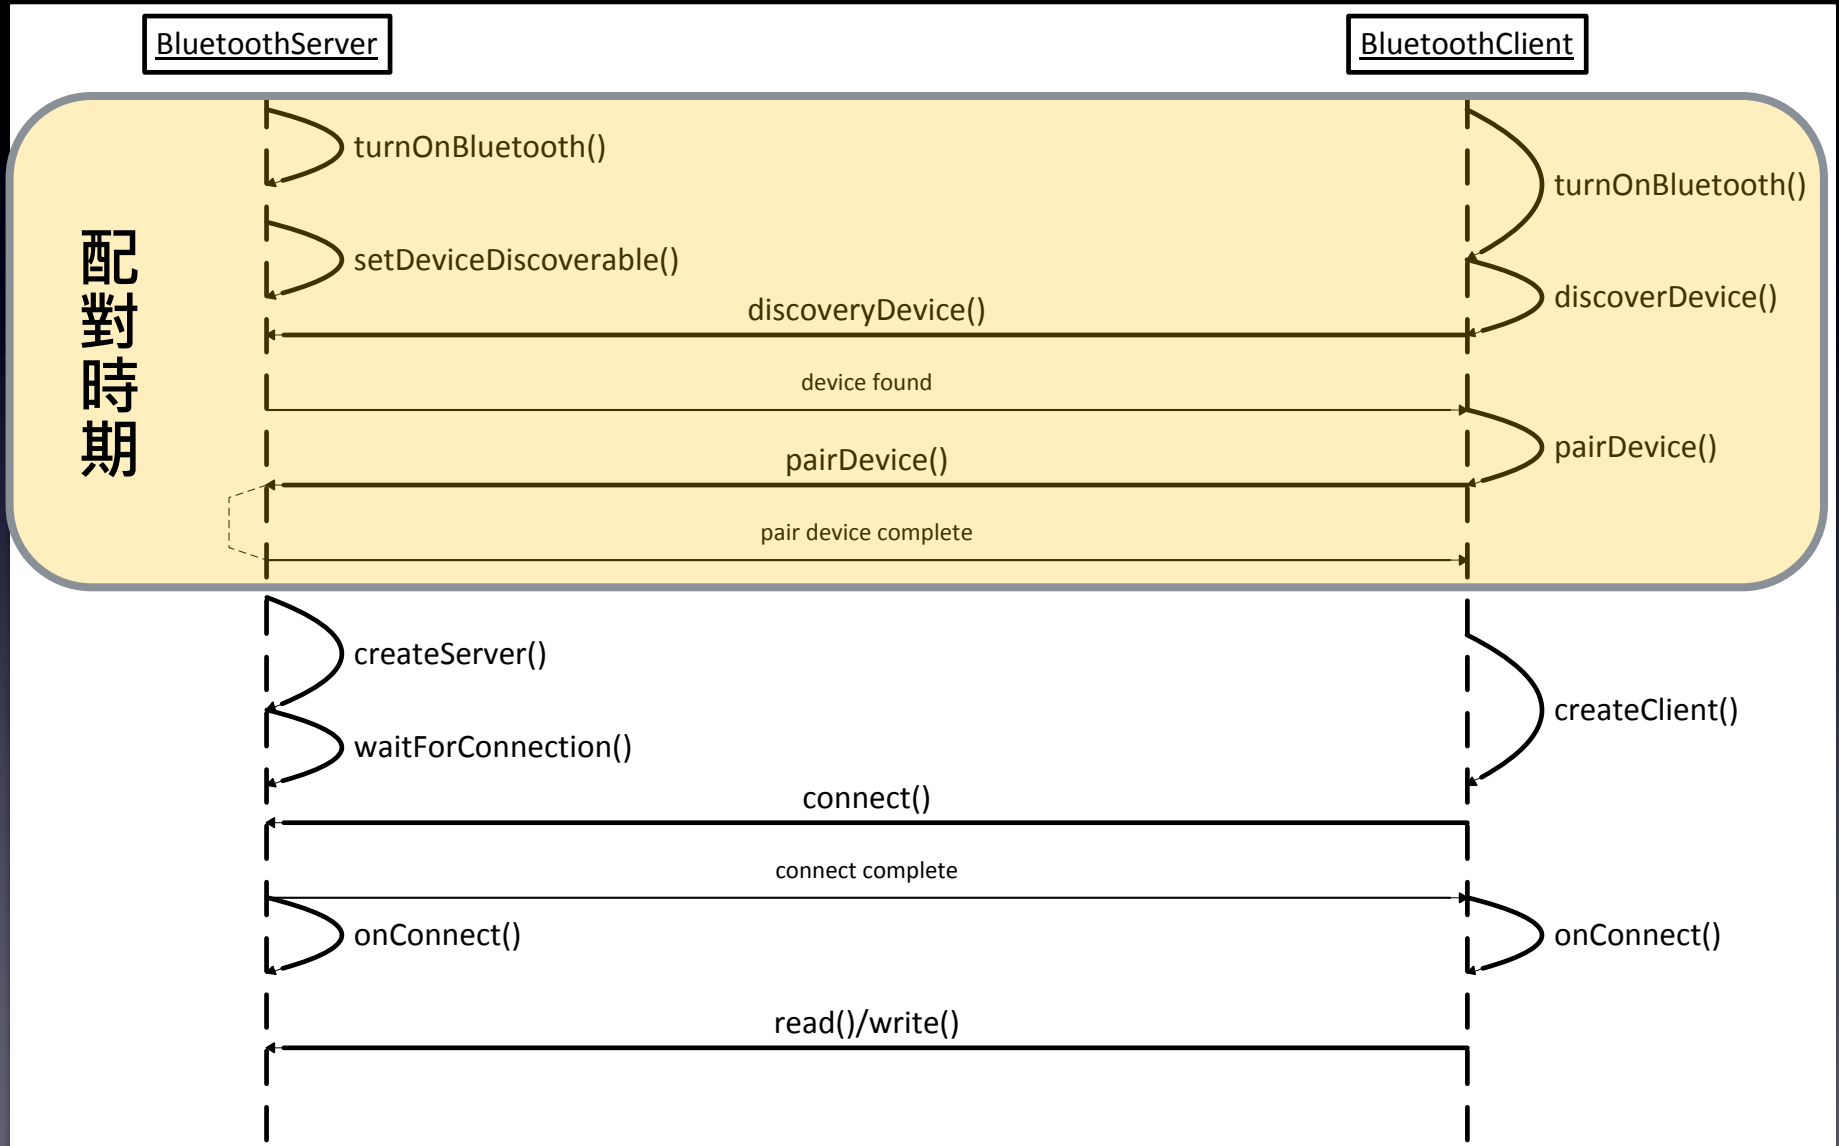 BluetoothServer
BluetoothClient
turnOnBluetooth()
turnOnBluetooth()
配對時期
setDeviceDiscoverable()
discoverDevice()
discoveryDevice()
device found
pairDevice()
pairDevice()
pair device complete
createServer()
createClient()
waitForConnection()
connect()
connect complete
onConnect()
onConnect()
read()/write()